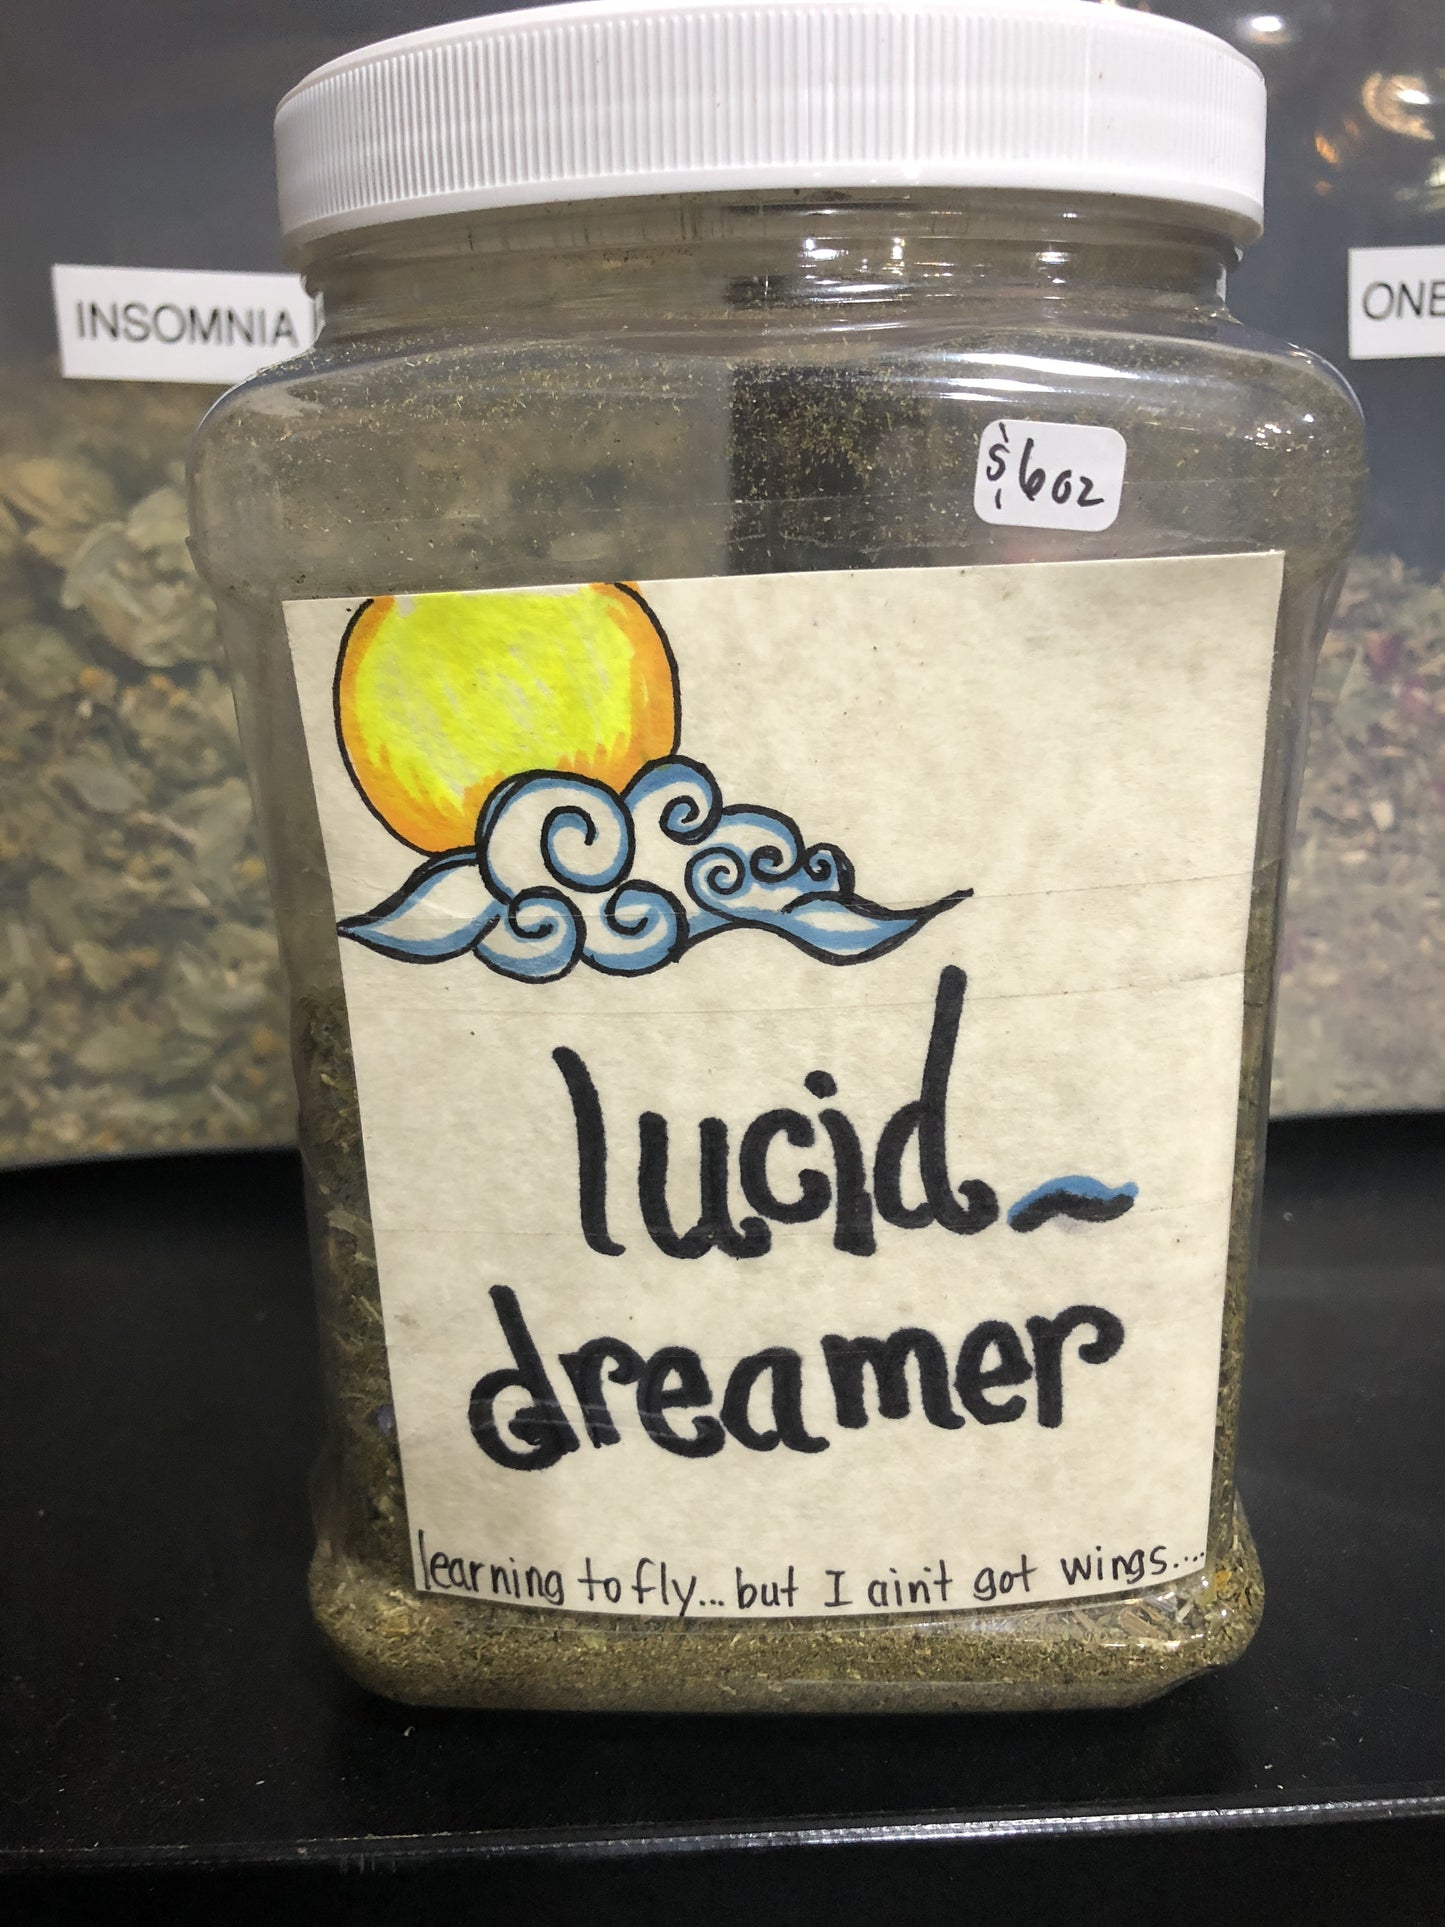 INSOMNIA
ONE
$6 oz
lucid~
dreamer
learning to fly... but I ain't got wings....